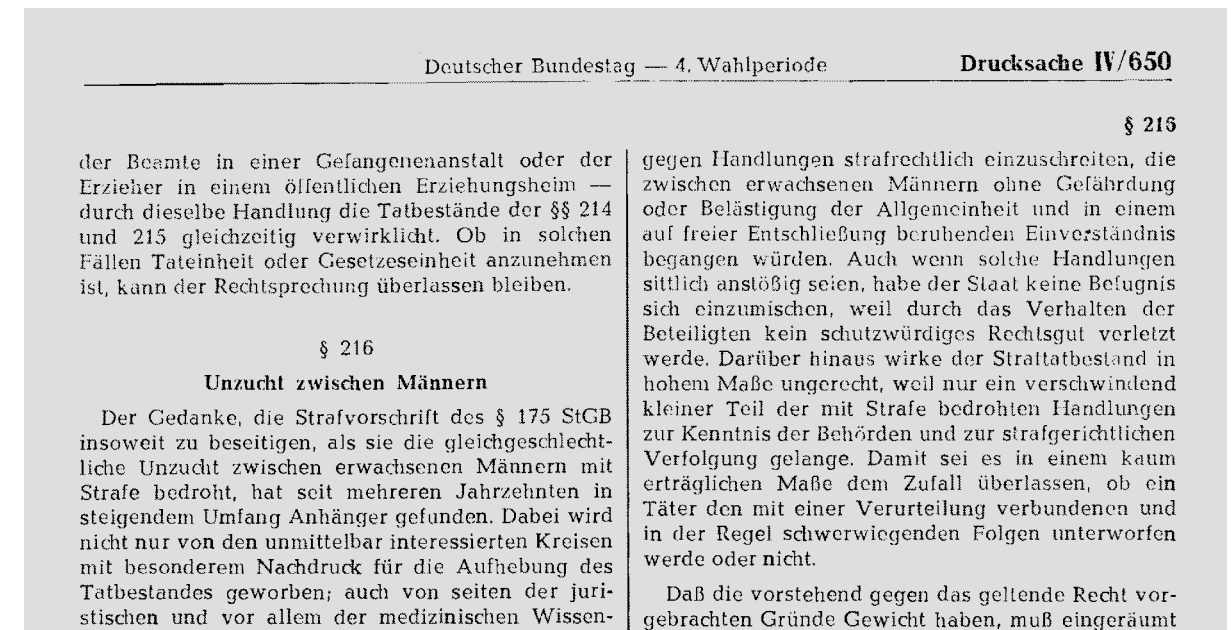 Deutscher Bundestag — 4. Wahlperiode
Drucksache IV/650
§ 216
der Beamte in einer Gefangenenanstalt oder der
Erzieher in einem öffentlichen Erziehungsheim —
durch dieselbe Handlung die Tatbestände der §§ 214
und 215 gleichzeitig verwirklicht. Ob in solchen
Fällen Tateinheit oder Gesetzeseinheit anzunehmen
ist, kann der Rechtsprechung überlassen bleiben.
§ 216
Unzucht zwischen Männern
Der Gedanke, die Strafvorschrift des § 175 StGB
insoweit zu beseitigen, als sie die gleichgeschlecht-
liche Unzucht zwischen erwachsenen Männern mit
Strafe bedroht, hat seit mehreren Jahrzehnten in
steigendem Umfang Anhänger gefunden. Dabei wird
nicht nur von den unmittelbar interessierten Kreisen
mit besonderem Nachdruck für die Aufhebung des
Tatbestandes geworben; auch von seiten der juri-
stischen und vor allem der medizinischen Wissen-
gegen Handlungen strafrechtlich einzuschreiten, die
zwischen erwachsenen Männern ohne Gefährdung
oder Belästigung der Allgemeinheit und in einem
auf freier Entschließung beruhenden Einverständnis
begangen würden. Auch wenn solche Handlungen
sittlich anstößig seien, habe der Staat keine Befugnis
sich einzumischen, weil durch das Verhalten der
Beteiligten kein schutzwürdiges Rechtsgut verletzt
werde. Darüber hinaus wirke der Straftatbestand in
hohem Maße ungerecht, weil nur ein verschwindend
kleiner Teil der mit Strafe bedrohten Handlungen
zur Kenntnis der Behörden und zur strafgerichtlichen
Verfolgung gelange. Damit sei es in einem kaum
erträglichen Maße dem Zufall überlassen, ob ein
Täter den mit einer Verurteilung verbundenen und
in der Regel schwerwiegenden Folgen unterworfen
werde oder nicht.
Daß die vorstehend gegen das geltende Recht vor-
gebrachten Gründe Gewicht haben, muß eingeräumt